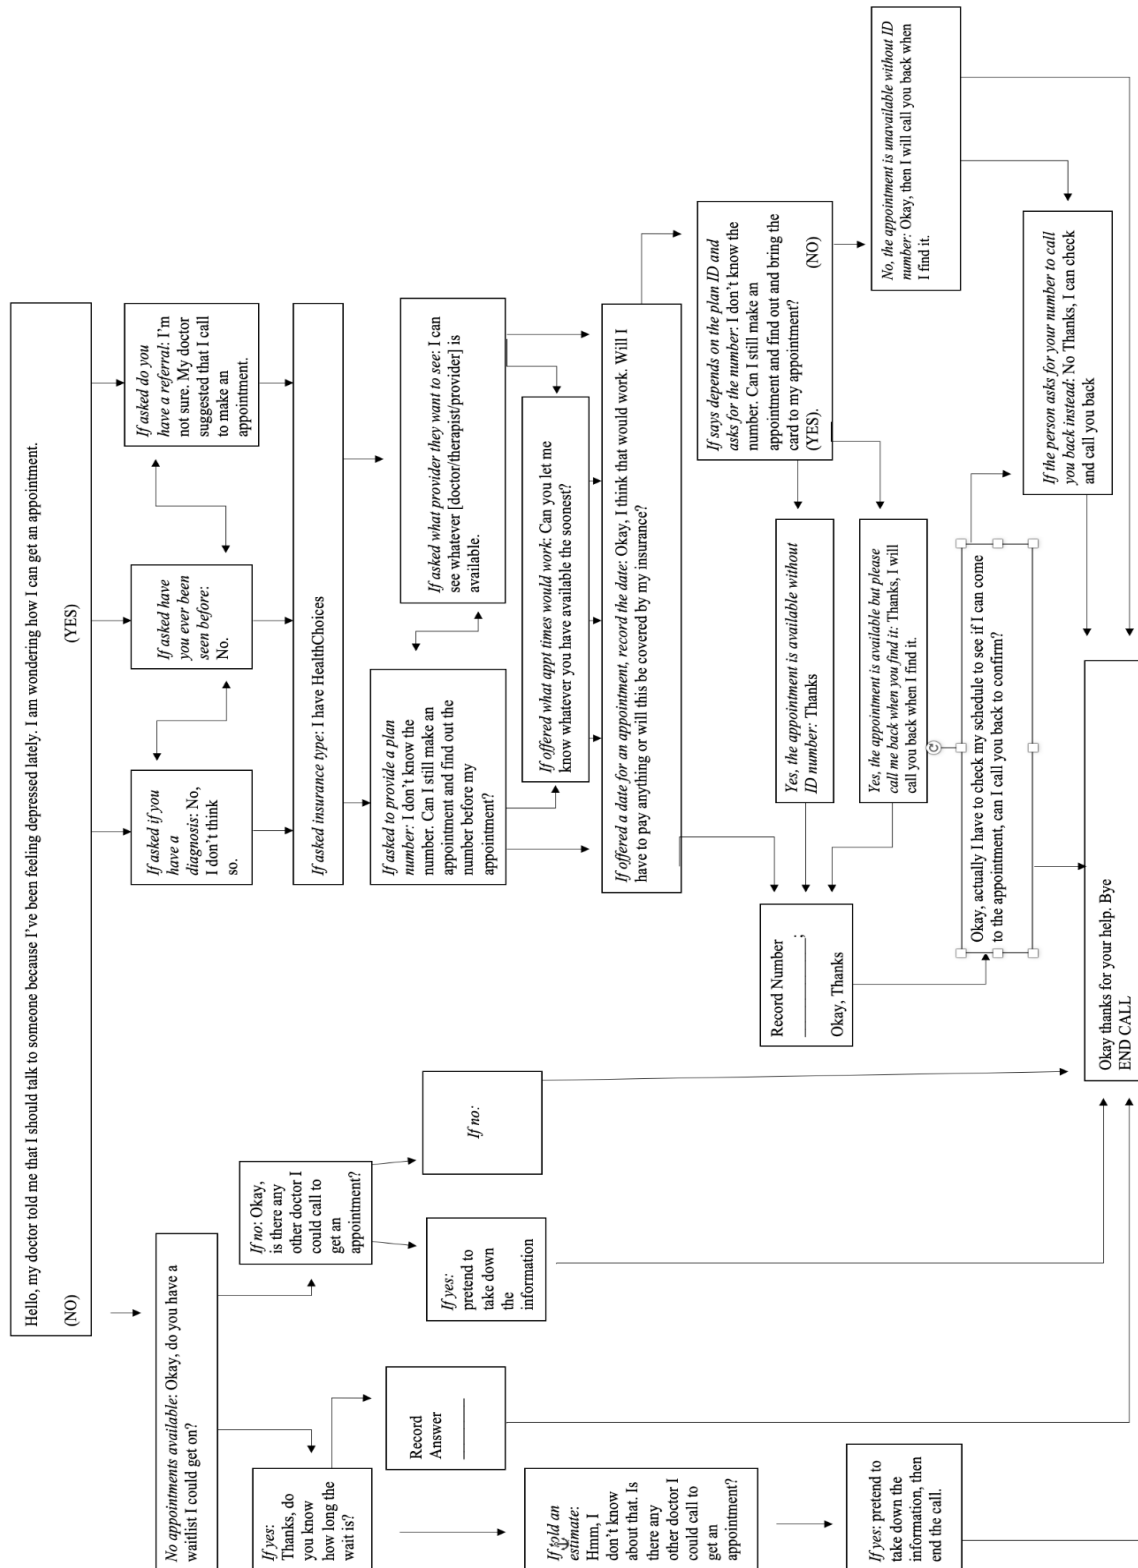 Hello, my doctor told me that I should talk to someone because I've been feeling depressed lately. I am wondering how I can get an appointment.
(NO)
(YES)
No appointments available: Okay, do you have a
waitlist I could get on?
If yes:
Thanks, do
you know
how long the
wait is?
Record
Answer
If told an
estimate:
Hmm, I
don't know
about that. Is
there any
other doctor I
could call to
get an
appointment?
If yes: pretend to
take down the
information, then
end the call.
If no: Okay,
is there any
other doctor I
could call to
get an
appointment?
If yes:
pretend to
take down
the
information
If no:
If asked if you
have a
diagnosis: No,
I don't think
so.
If asked have
you ever been
seen before:
No.
If asked do you
have a referral: I'm
not sure. My doctor
suggested that I call
to make an
appointment.
If asked insurance type: I have HealthChoices
If asked to provide a plan
number: I don't know the
number. Can I still make an
appointment and find out the
number before my
appointment?
If asked what provider they want to see: I can
see whatever [doctor/therapist/provider] is
available.
If offered what appt times would work: Can you let me
know whatever you have available the soonest?
If offered a date for an appointment, record the date: Okay, I think that would work. Will I
have to pay anything or will this be covered by my insurance?
If says depends on the plan ID and
asks for the number: I don't know the
number. Can I still make an
appointment and find out and bring the
card to my appointment?
(YES). (NO)
Record Number
____________;
Okay, Thanks
Yes, the appointment is available without
ID number: Thanks
Yes, the appointment is available but please
call me back when you find it: Thanks, I will
call you back when I find it.
No, the appointment is unavailable without ID
number: Okay, then I will call you back when
I find it.
Okay, actually I have to check my schedule to see if I can come
to the appointment, can I call you back to confirm?
If the person asks for your number to call
you back instead: No Thanks, I can check
and call you back
Okay thanks for your help. Bye
END CALL